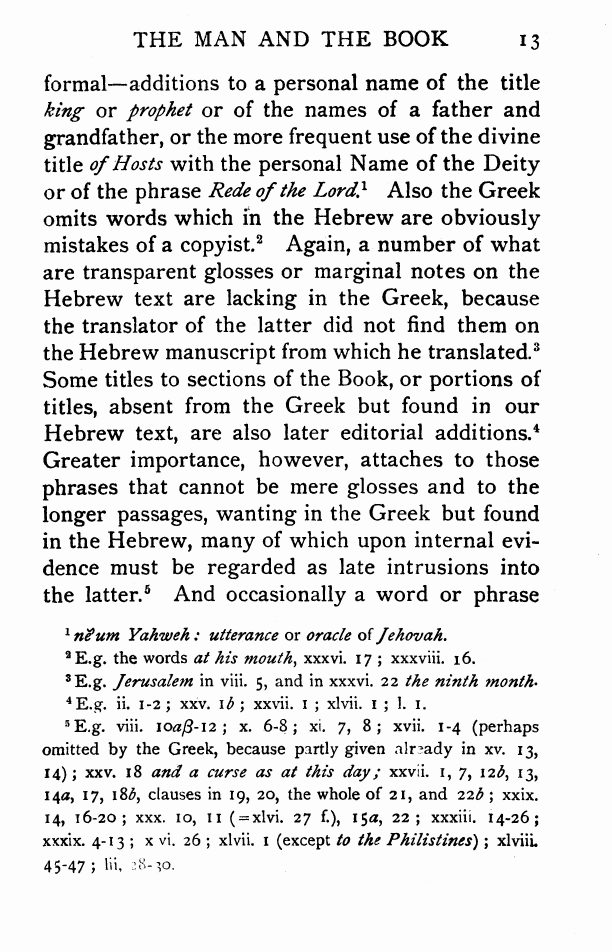 THE MAN AND THE BOOK 13
formal—additions to a personal name of the title
king or prophet or of the names of a father and
grandfather, or the more frequent use of the divine
title of Hosts with the personal Name of the Deity
or of the phrase Rede of the Lord.¹ Also the Greek
omits words which in the Hebrew are obviously
mistakes of a copyist.² Again, a number of what
are transparent glosses or marginal notes on the
Hebrew text are lacking in the Greek, because
the translator of the latter did not find them on
the Hebrew manuscript from which he translated.³
Some titles to sections of the Book, or portions of
titles, absent from the Greek but found in our
Hebrew text, are also later editorial additions.⁴
Greater importance, however, attaches to those
phrases that cannot be mere glosses and to the
longer passages, wanting in the Greek but found
in the Hebrew, many of which upon internal evi-
dence must be regarded as late intrusions into
the latter.⁵ And occasionally a word or phrase
¹ nᵉ'um Yahweh: utterance or oracle of Jehovah.
² E.g. the words at his mouth, xxxvi. 17; xxxviii. 16.
³ E.g. Jerusalem in viii. 5, and in xxxvi. 22 the ninth month.
⁴ E.g. ii. 1-2; xxv. 1b; xxvii. 1; xlvii. 1; l. 1.
⁵ E.g. viii. 10aβ-12; x. 6-8; xi. 7, 8; xvii. 1-4 (perhaps
omitted by the Greek, because partly given already in xv. 13,
14); xxv. 18 and a curse as at this day; xxvii. 1, 7, 12b, 13,
14a, 17, 18b, clauses in 19, 20, the whole of 21, and 22b; xxix.
14, 16-20; xxx. 10, 11 (=xlvi. 27 f.), 15a, 22; xxxiii. 14-26;
xxxix. 4-13; x vi. 26; xlvii. 1 (except to the Philistines); xlviii.
45-47; lii. 28-30.